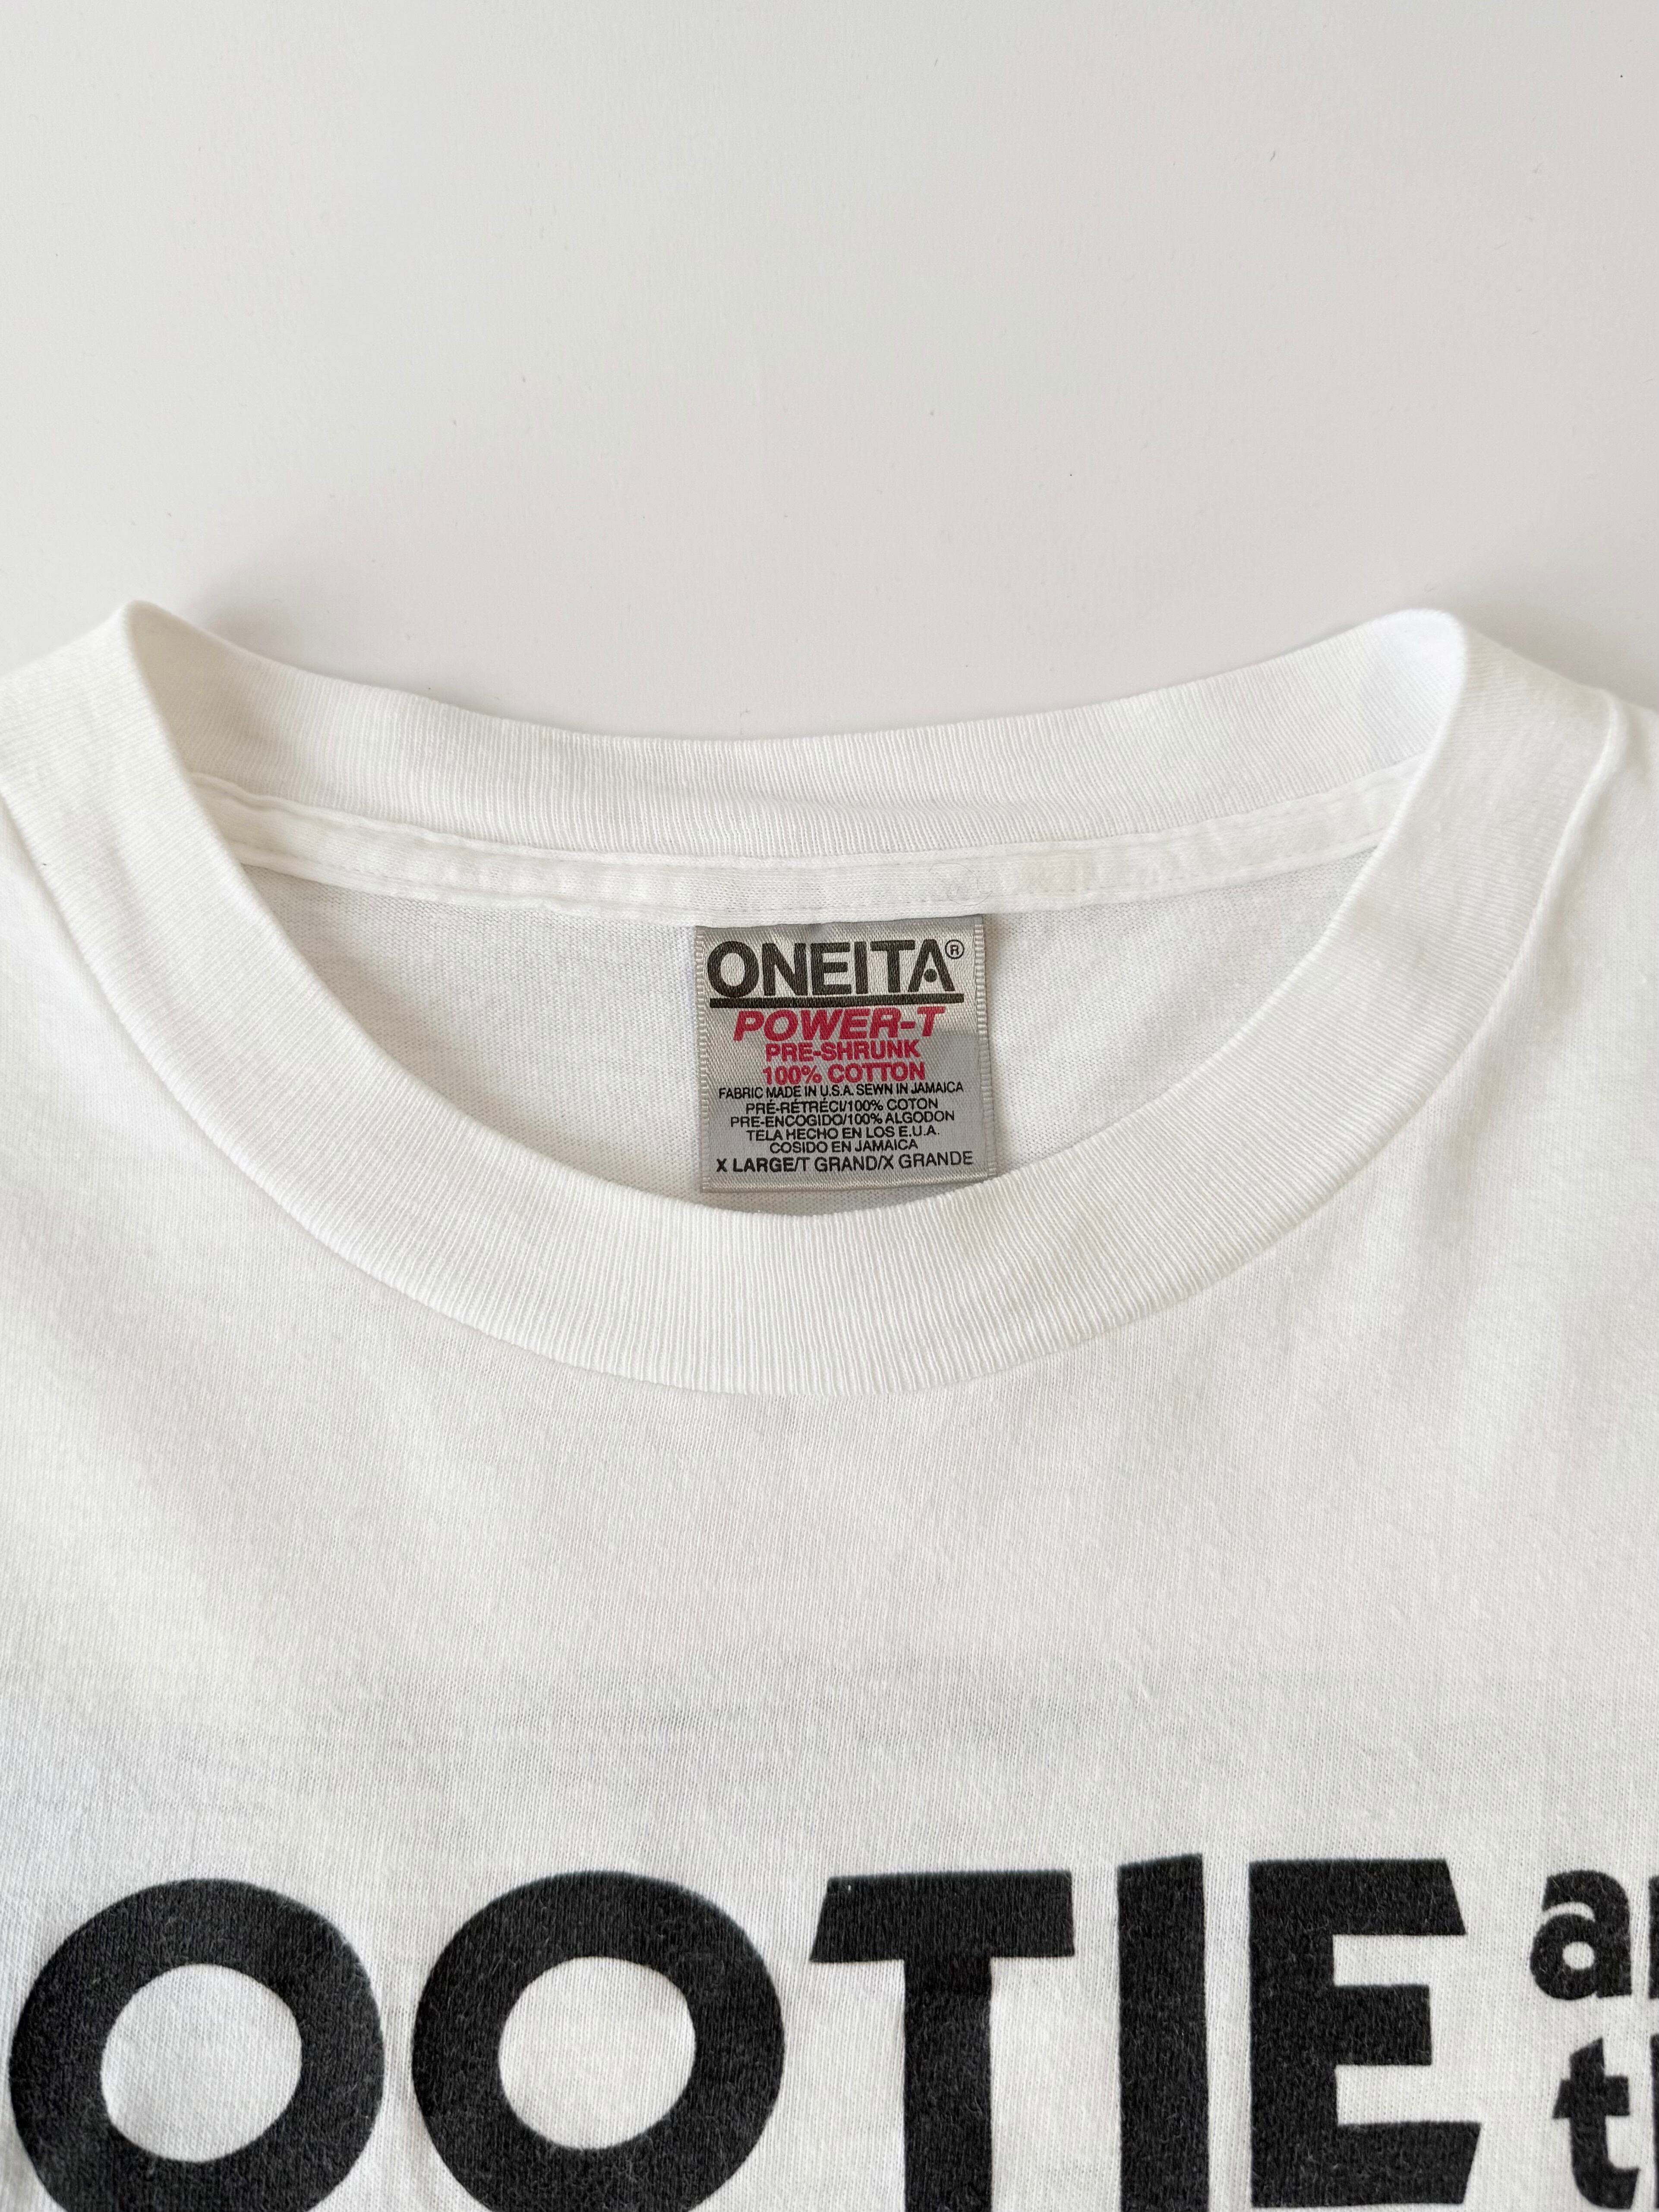 ONEITA®
POWER-T
PRE-SHRUNK
100% COTTON
FABRIC MADE IN U.S.A. SEWN IN JAMAICA
PRÉ-RÉTRÉCI/100% COTON
PRE-ENCOGIDO/100% ALGODON
TELA HECHO EN LOS E.U.A.
COSIDO EN JAMAICA
X LARGE/T GRAND/X GRANDE
OOTIE